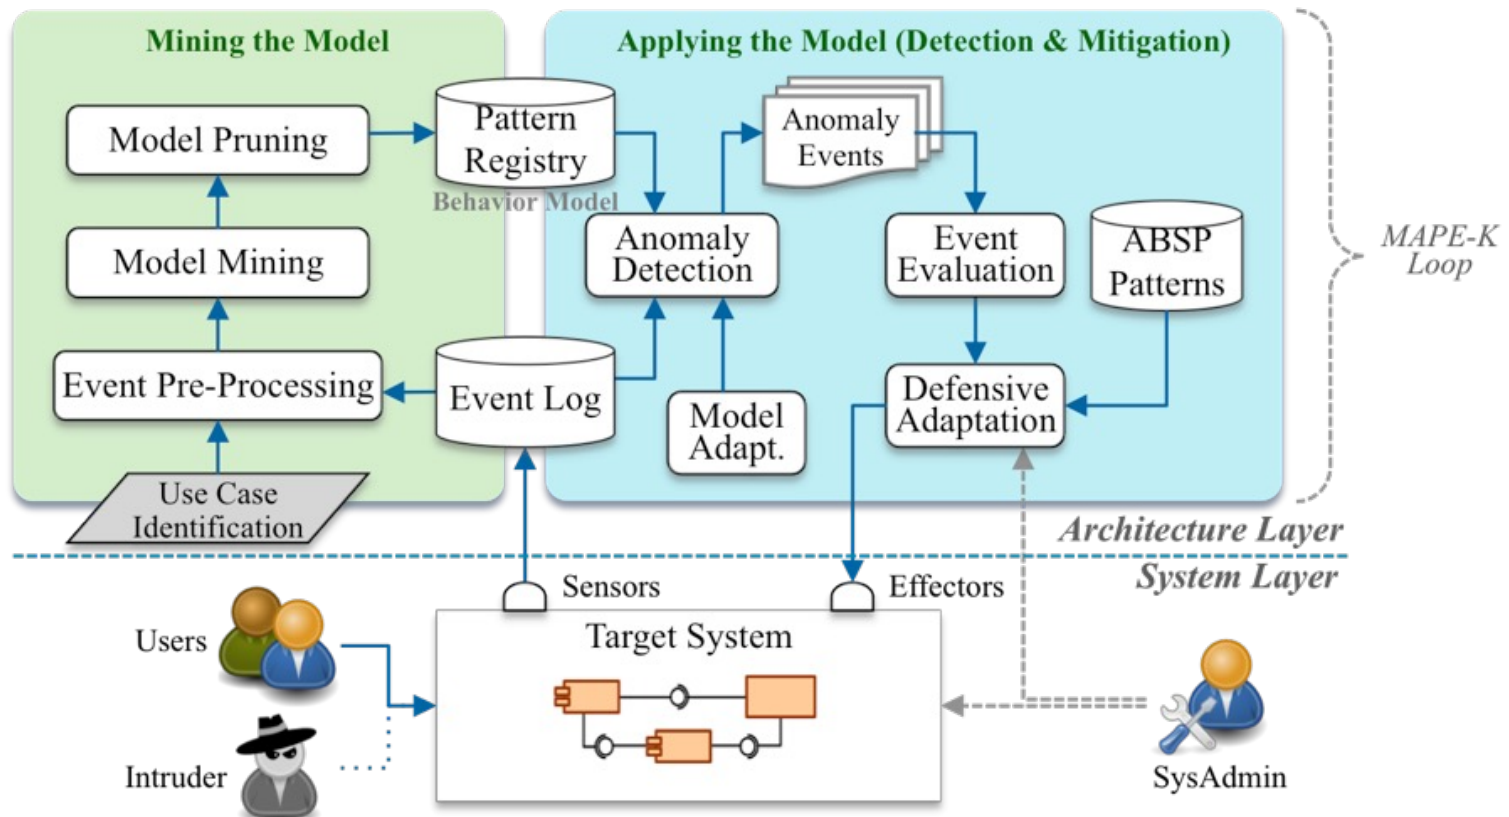 Mining the Model
Applying the Model (Detection & Mitigation)
Model Pruning
Pattern
Registry
Behavior Model
Anomaly
Events
Model Mining
Anomaly
Detection
Event
Evaluation
ABSP
Patterns
MAPE-K
Loop
Event Pre-Processing
Event Log
Model
Adapt.
Defensive
Adaptation
Use Case
Identification
Architecture Layer
System Layer
Sensors
Effectors
Users
Target System
Intruder
SysAdmin